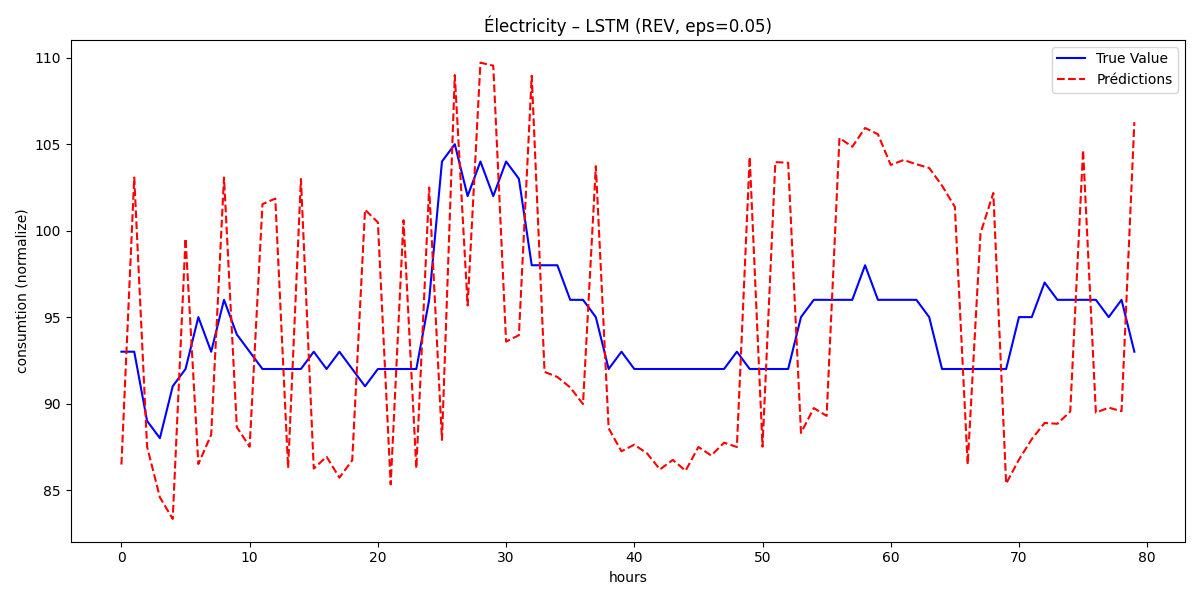 Électricity – LSTM (REV, eps=0.05)
True Value
Prédictions
consumtion (normalize)
110
105
100
95
90
85
0 10 20 30 40 50 60 70 80
hours